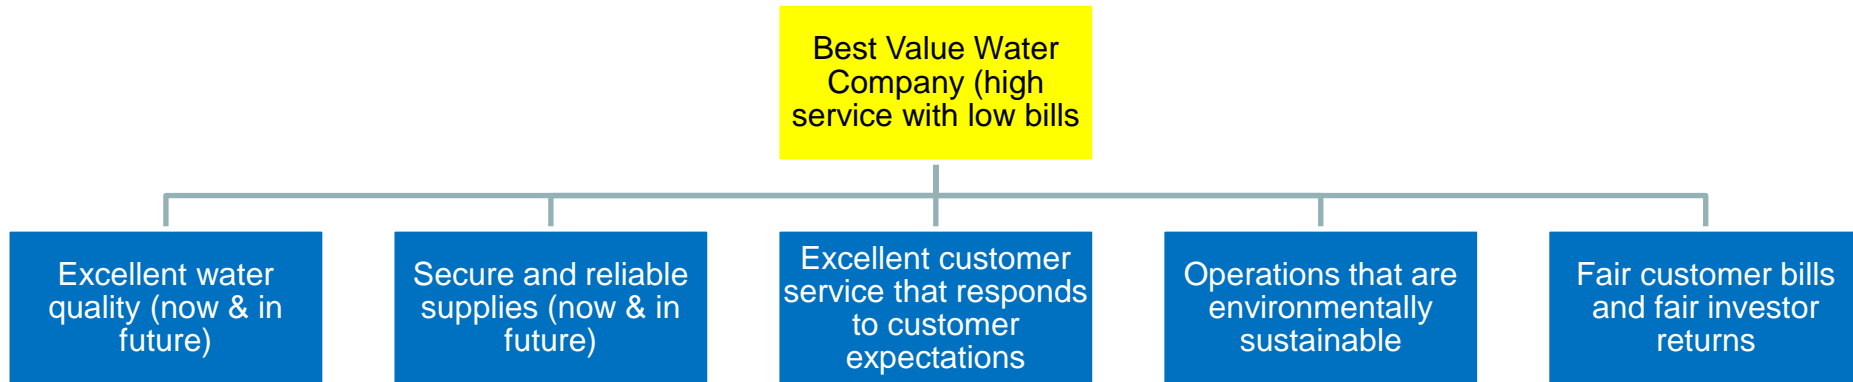 Best Value Water
Company (high
service with low bills
Excellent water
quality (now & in
future)
Secure and reliable
supplies (now & in
future)
Excellent customer
service that responds
to customer
expectations
Operations that are
environmentally
sustainable
Fair customer bills
and fair investor
returns